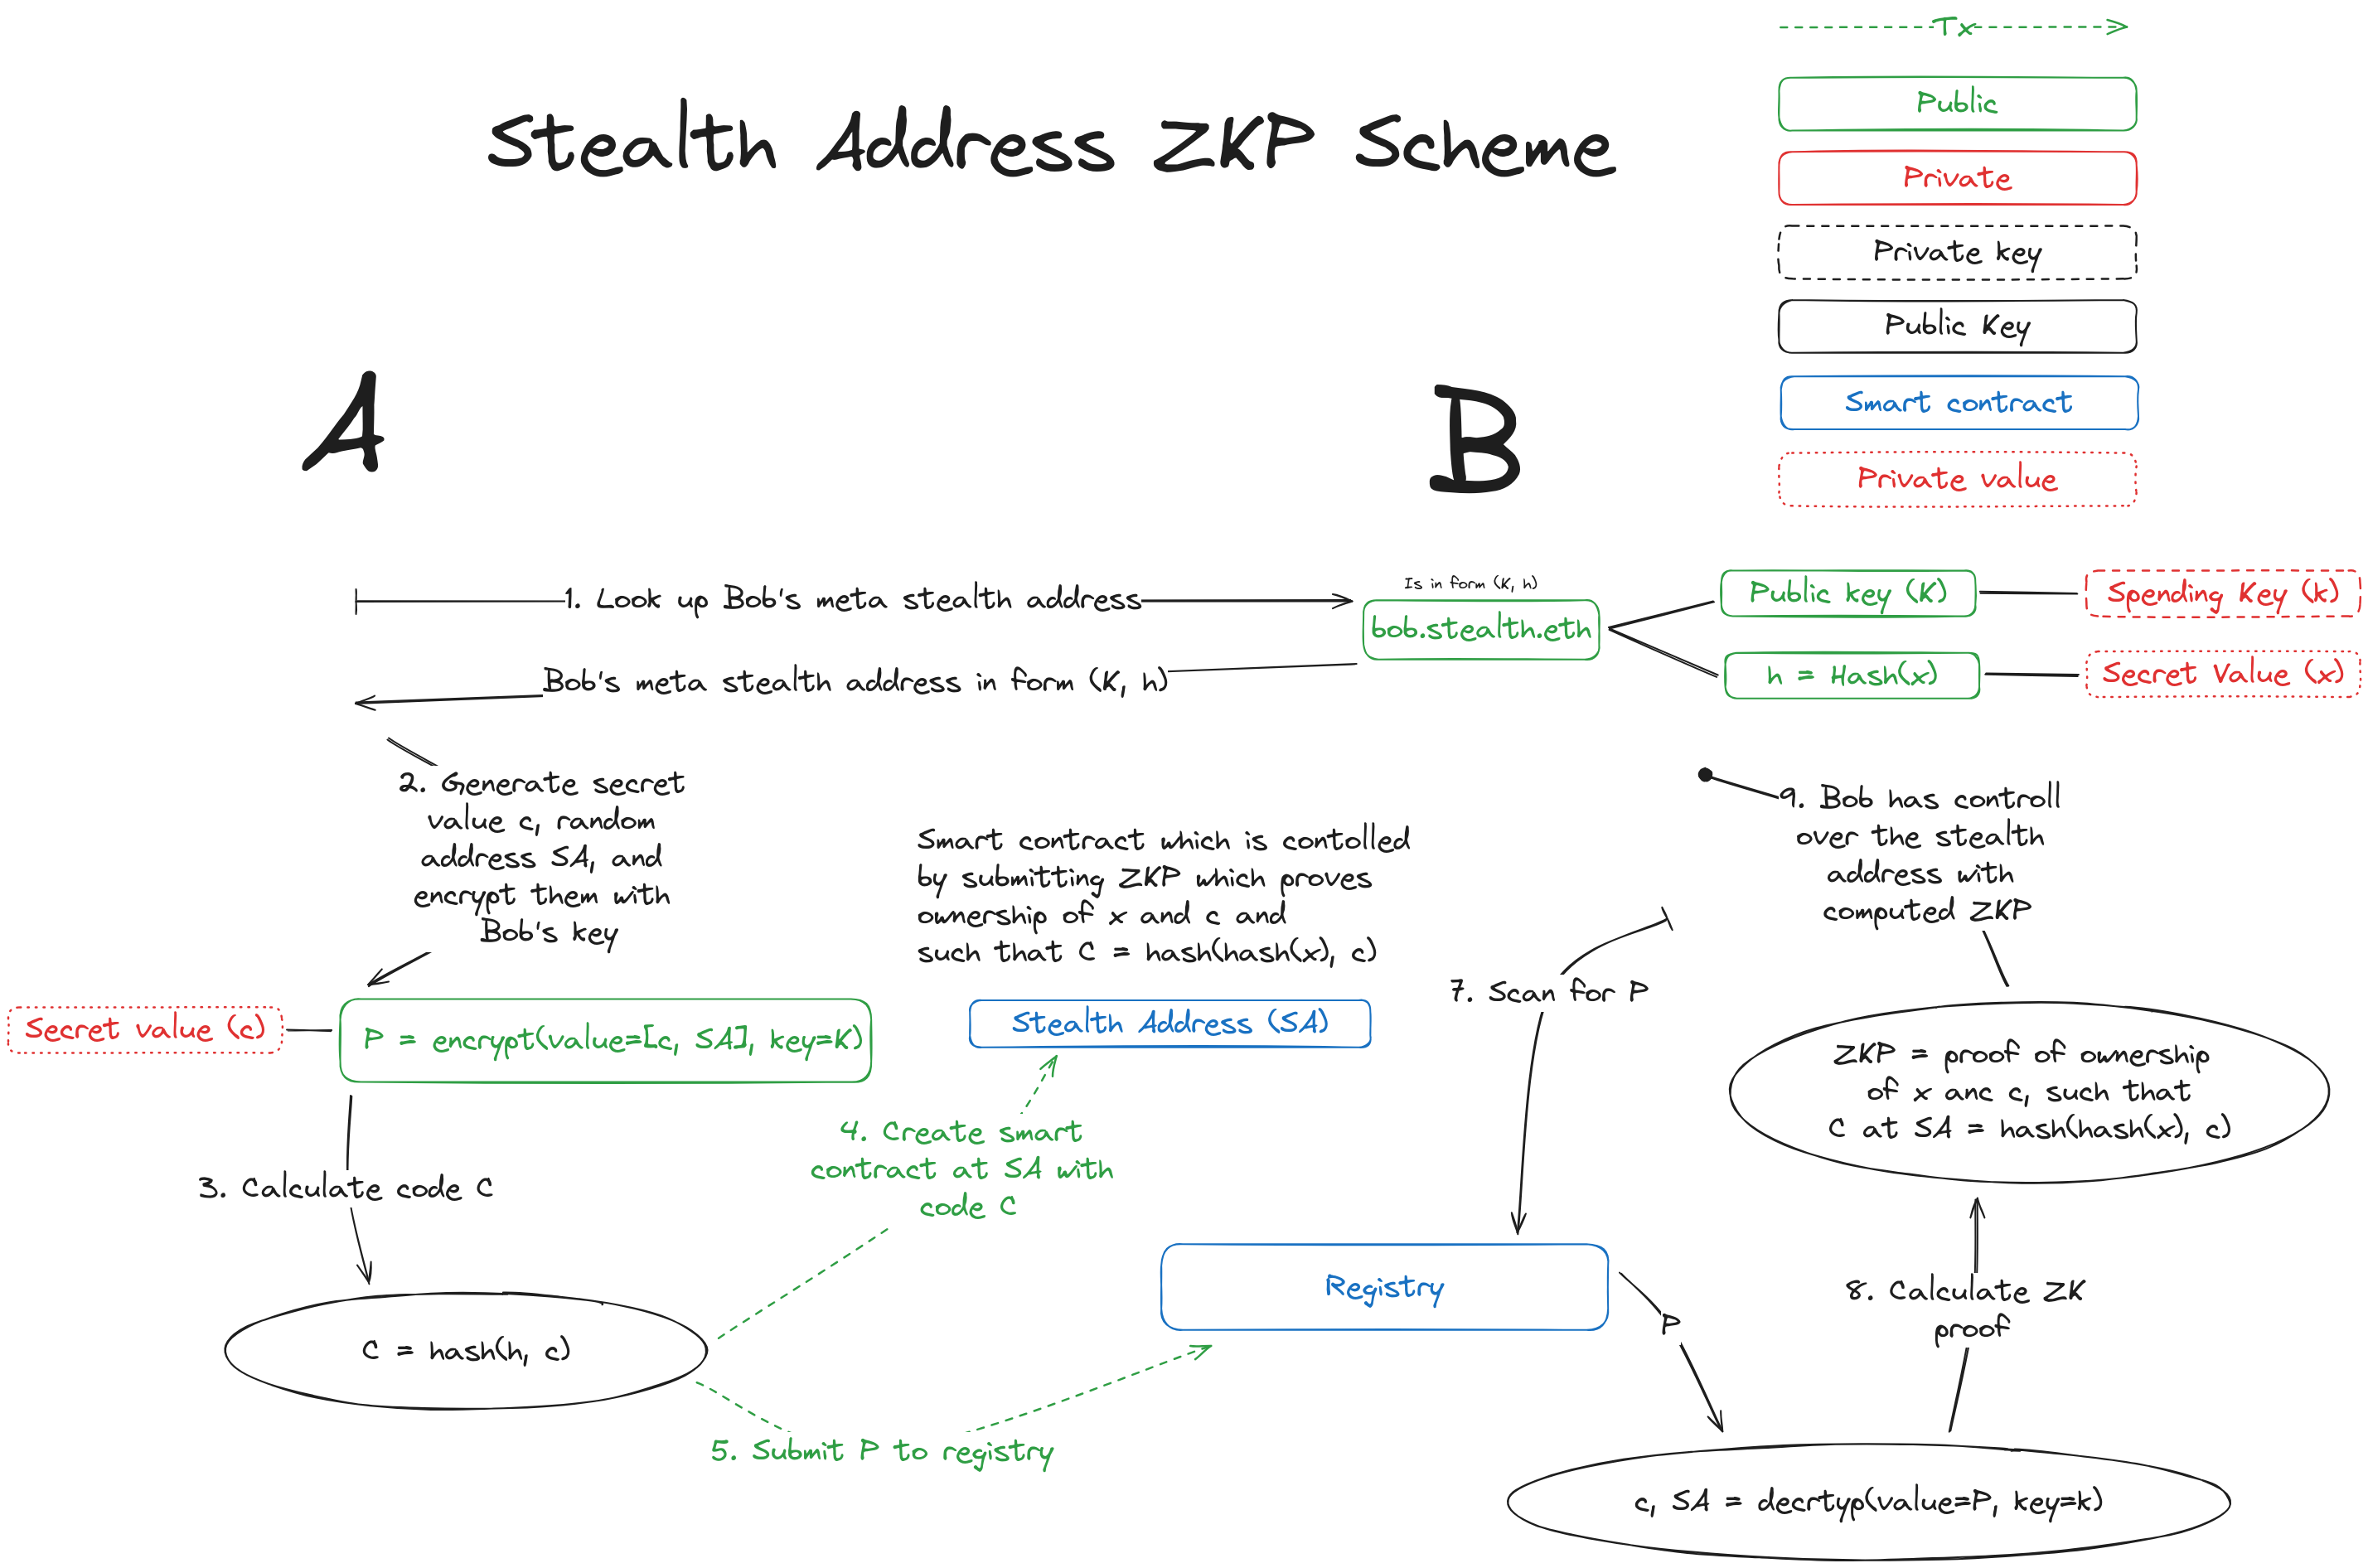 Tx
Public
Private
Private key
Public Key
Smart contract
Private value
Stealth Address ZKP Scheme
A
B
1. Look up Bob's meta stealth address
Is in form (K, h)
bob.stealth.eth
Public key (K)
Spending Key (k)
h = Hash(x)
Secret Value (x)
Bob's meta stealth address in form (K, h)
2. Generate secret
value c, random
address SA, and
encrypt them with
Bob's key
Secret value (c)
P = encrypt(value=[c, SA], key=K)
3. Calculate code C
C = hash(h, c)
Smart contract which is contolled
by submitting ZKP which proves
ownership of x and c and
such that C = hash(hash(x), c)
Stealth Address (SA)
4. Create smart
contract at SA with
code C
5. Submit P to registry
Registry
7. Scan for P
P
c, SA = decrtyp(value=P, key=k)
8. Calculate ZK
proof
ZKP = proof of ownership
of x anc c, such that
C at SA = hash(hash(x), c)
9. Bob has controll
over the stealth
address with
computed ZKP